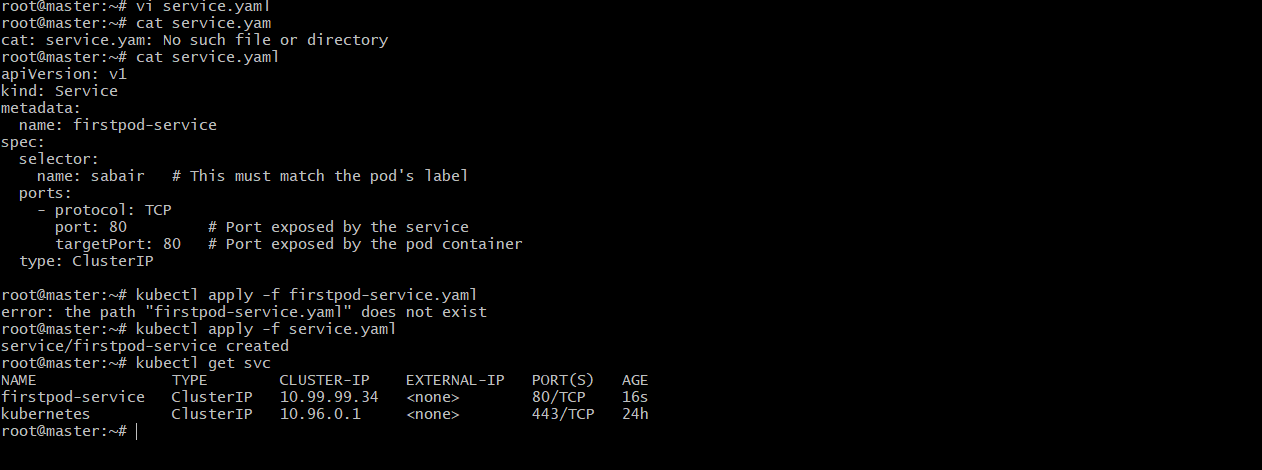 root@master:~# vi service.yaml
root@master:~# cat service.yam
cat: service.yam: No such file or directory
root@master:~# cat service.yaml
apiVersion: v1
kind: Service
metadata:
  name: firstpod-service
spec:
  selector:
    name: sabair   # This must match the pod's label
  ports:
    - protocol: TCP
      port: 80         # Port exposed by the service
      targetPort: 80   # Port exposed by the pod container
  type: ClusterIP

root@master:~# kubectl apply -f firstpod-service.yaml
error: the path "firstpod-service.yaml" does not exist
root@master:~# kubectl apply -f service.yaml
service/firstpod-service created
root@master:~# kubectl get svc
NAME               TYPE        CLUSTER-IP    EXTERNAL-IP   PORT(S)   AGE
firstpod-service   ClusterIP   10.99.99.34   <none>        80/TCP    16s
kubernetes         ClusterIP   10.96.0.1     <none>        443/TCP   24h
root@master:~#